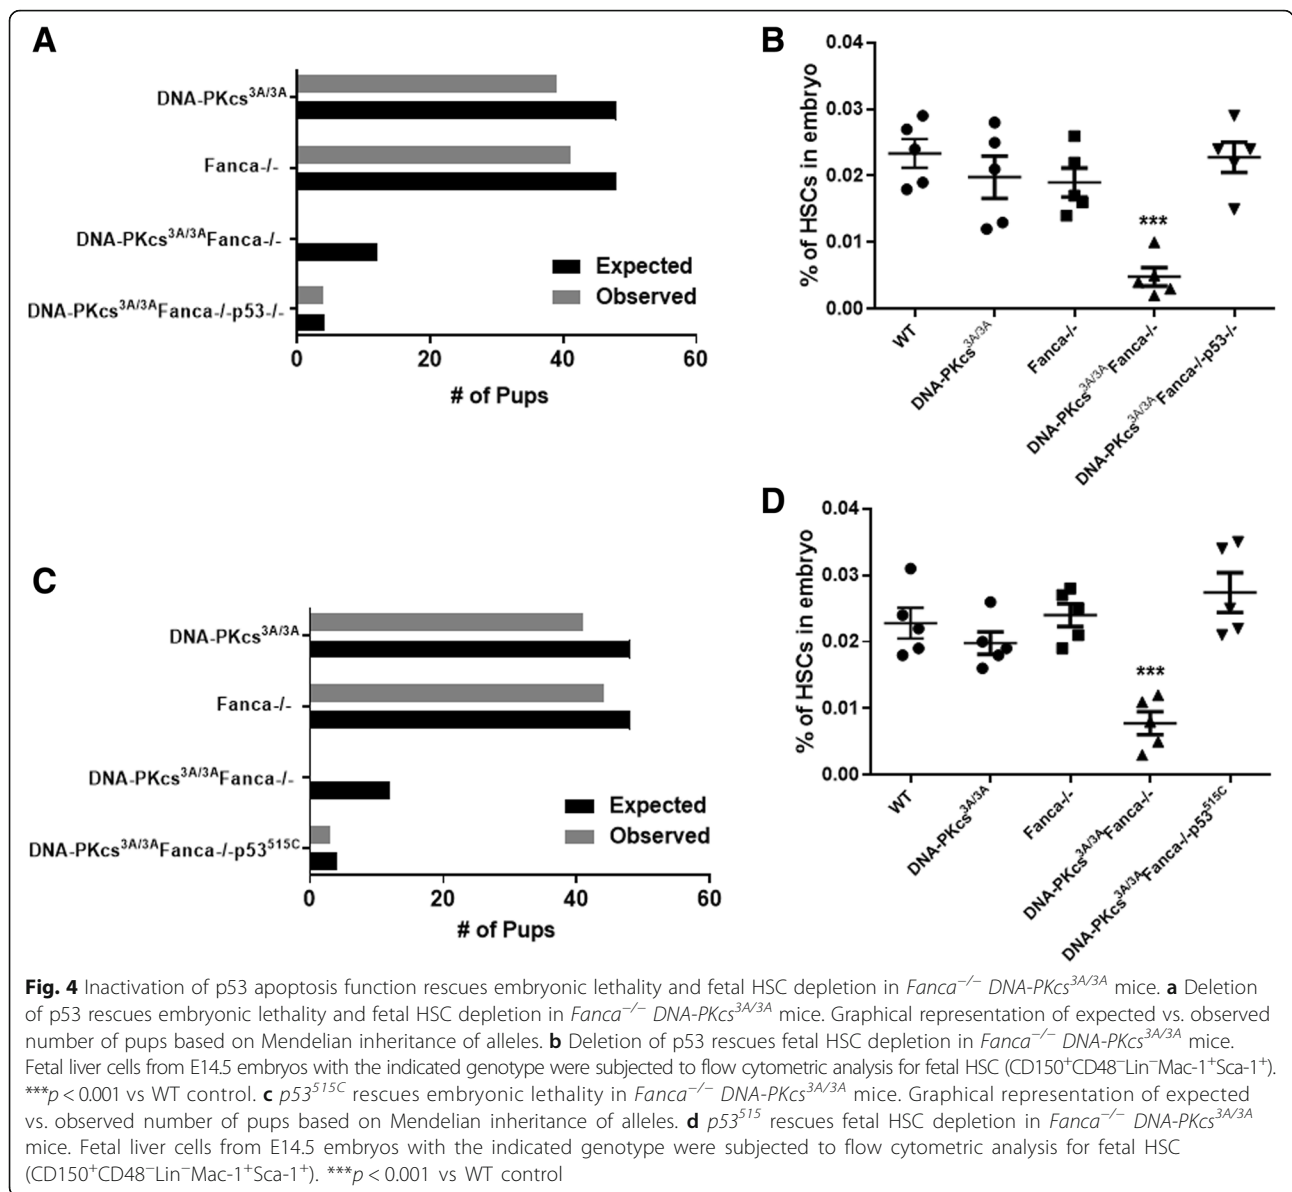 A
DNA-PKcs3A/3A
Fanca-/-
DNA-PKcs3A/3AFanca-/-
DNA-PKcs3A/3AFanca-/-p53-/-
Expected
Observed
0 20 40 60
# of Pups
B
% of HSCs in embryo
0.04
0.03
0.02
0.01
0.00
***
WT
DNA-PKcs3A/3A
Fanca-/-
DNA-PKcs3A/3AFanca-/-
DNA-PKcs3A/3AFanca-/-p53-/-
C
DNA-PKcs3A/3A
Fanca-/-
DNA-PKcs3A/3AFanca-/-
DNA-PKcs3A/3AFanca-/-p53515C
Expected
Observed
0 20 40 60
# of Pups
D
% of HSCs in embryo
0.04
0.03
0.02
0.01
0.00
***
WT
DNA-PKcs3A/3A
Fanca-/-
DNA-PKcs3A/3AFanca-/-
DNA-PKcs3A/3AFanca-/-p53515C
Fig. 4 Inactivation of p53 apoptosis function rescues embryonic lethality and fetal HSC depletion in Fanca−/− DNA-PKcs3A/3A mice. a Deletion
of p53 rescues embryonic lethality and fetal HSC depletion in Fanca−/− DNA-PKcs3A/3A mice. Graphical representation of expected vs. observed
number of pups based on Mendelian inheritance of alleles. b Deletion of p53 rescues fetal HSC depletion in Fanca−/− DNA-PKcs3A/3A mice.
Fetal liver cells from E14.5 embryos with the indicated genotype were subjected to flow cytometric analysis for fetal HSC (CD150+CD48−Lin−Mac-1+Sca-1+).
***p < 0.001 vs WT control. c p53515C rescues embryonic lethality in Fanca−/− DNA-PKcs3A/3A mice. Graphical representation of expected
vs. observed number of pups based on Mendelian inheritance of alleles. d p53515 rescues fetal HSC depletion in Fanca−/− DNA-PKcs3A/3A
mice. Fetal liver cells from E14.5 embryos with the indicated genotype were subjected to flow cytometric analysis for fetal HSC
(CD150+CD48−Lin−Mac-1+Sca-1+). ***p < 0.001 vs WT control